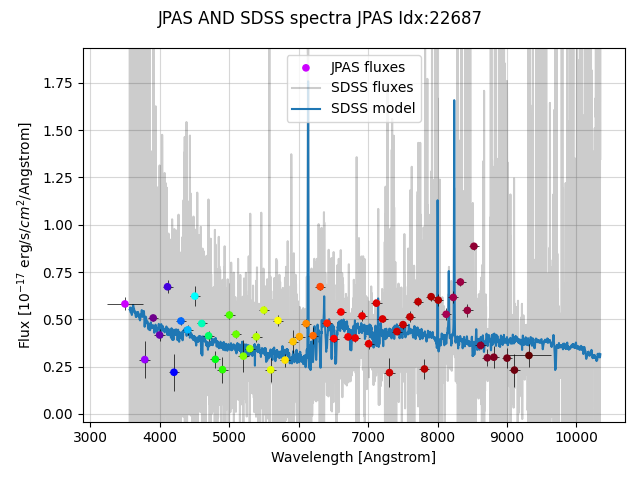 JPAS AND SDSS spectra JPAS Idx:22687
JPAS fluxes
SDSS fluxes
SDSS model
Flux [10⁻¹⁷ erg/s/cm²/Angstrom]
1.75
1.50
1.25
1.00
0.75
0.50
0.25
0.00
3000 4000 5000 6000 7000 8000 9000 10000
Wavelength [Angstrom]